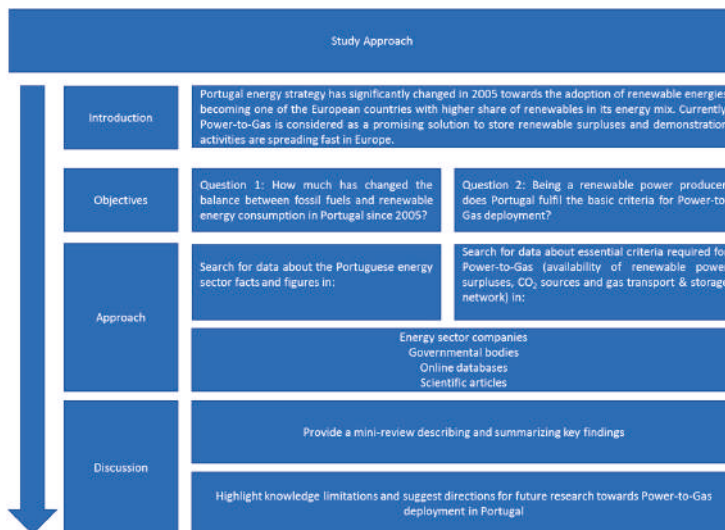 Study Approach
Introduction
Portugal energy strategy has significantly changed in 2005 towards the adoption of renewable energies
becoming one of the European countries with higher share of renewables in its energy mix. Currently
Power-to-Gas is considered as a promising solution to store renewable surpluses and demonstration
activities are spreading fast in Europe.
Objectives
Question 1: How much has changed the
balance between fossil fuels and renewable
energy consumption in Portugal since 2005?
Question 2: Being a renewable power producer
does Portugal fulfil the basic criteria for Power-to-
Gas deployment?
Approach
Search for data about the Portuguese energy
sector facts and figures in:
Search for data about essential criteria required for
Power-to-Gas (availability of renewable power
surpluses, CO₂ sources and gas transport & storage
network) in:
Energy sector companies
Governmental bodies
Online databases
Scientific articles
Discussion
Provide a mini-review describing and summarizing key findings
Highlight knowledge limitations and suggest directions for future research towards Power-to-Gas
deployment in Portugal